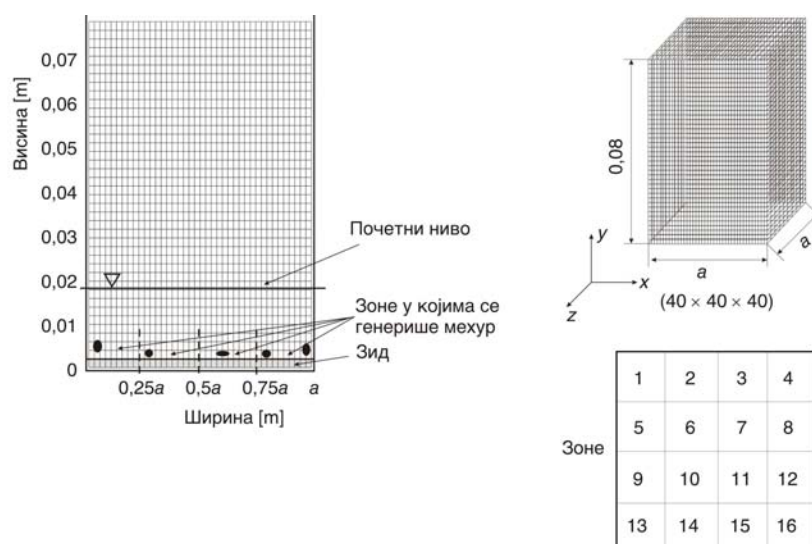 Висина [m]
0,07
0,06
0,05
0,04
0,03
0,02
0,01
0
0,25a
0,5a
0,75a
a
Ширина [m]
Почетни ниво
Зоне у којима се
генерише мехур
Зид
0,08
a
a
y
x
z
(40 × 40 × 40)
Зоне
1 2 3 4
5 6 7 8
9 10 11 12
13 14 15 16